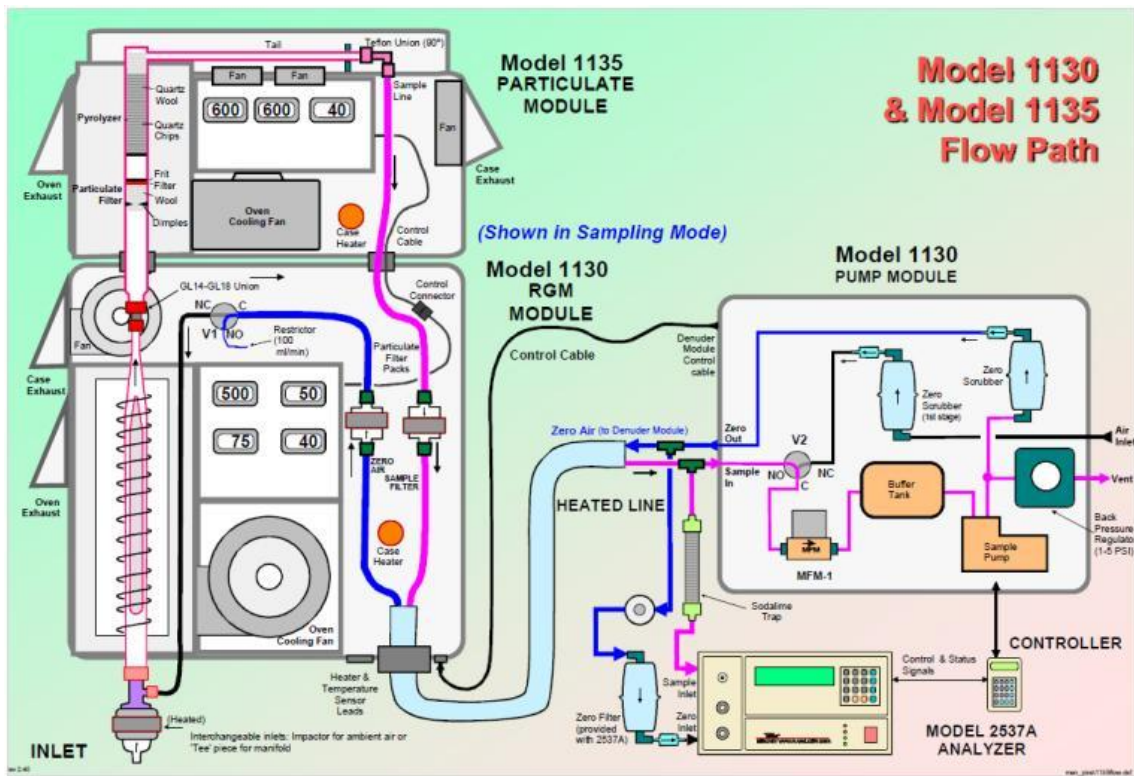 Model 1130
& Model 1135
Flow Path
Model 1135
PARTICULATE
MODULE
Tail
Teflon Union (90°)
Fan
Fan
Sample
Line
600
600
40
Fan
Quartz
Wool
Pyrolyzer
Quartz
Chips
Oven
Exhaust
Case
Exhaust
Frit
Filter
Particulate
Filter
Wool
Dimples
Oven
Cooling Fan
Case
Heater
Control
Cable
(Shown in Sampling Mode)
Model 1130
RGM
MODULE
Model 1130
PUMP MODULE
GL14-GL18 Union
NC
C
V1
NO
Fan
Restrictor
(100
ml/min)
Control
Connector
Particulate
Filter
Packs
Control Cable
Case
Exhaust
500
50
75
40
ZERO
AIR
SAMPLE
FILTER
Oven
Exhaust
Case
Heater
Oven
Cooling Fan
Denuder
Module
Control
cable
Zero
Scrubber
Zero
Scrubber
(1st stage)
Zero Air (to Denuder Module)
Zero
Out
Sample
In
V2
NO
NC
C
Air
Inlet
Vent
HEATED LINE
Buffer
Tank
MFM
MFM-1
Sample
Pump
Back
Pressure
Regulator
(1-5 PSI)
Sodalime
Trap
CONTROLLER
Control & Status
Signals
Heater &
Temperature
Sensor
Leads
Sample
Inlet
Zero
Inlet
Zero Filter
(provided
with 2537A)
MODEL 2537A
ANALYZER
(Heated)
INLET
Interchangeable inlets: Impactor for ambient air or
'Tee' piece for manifold